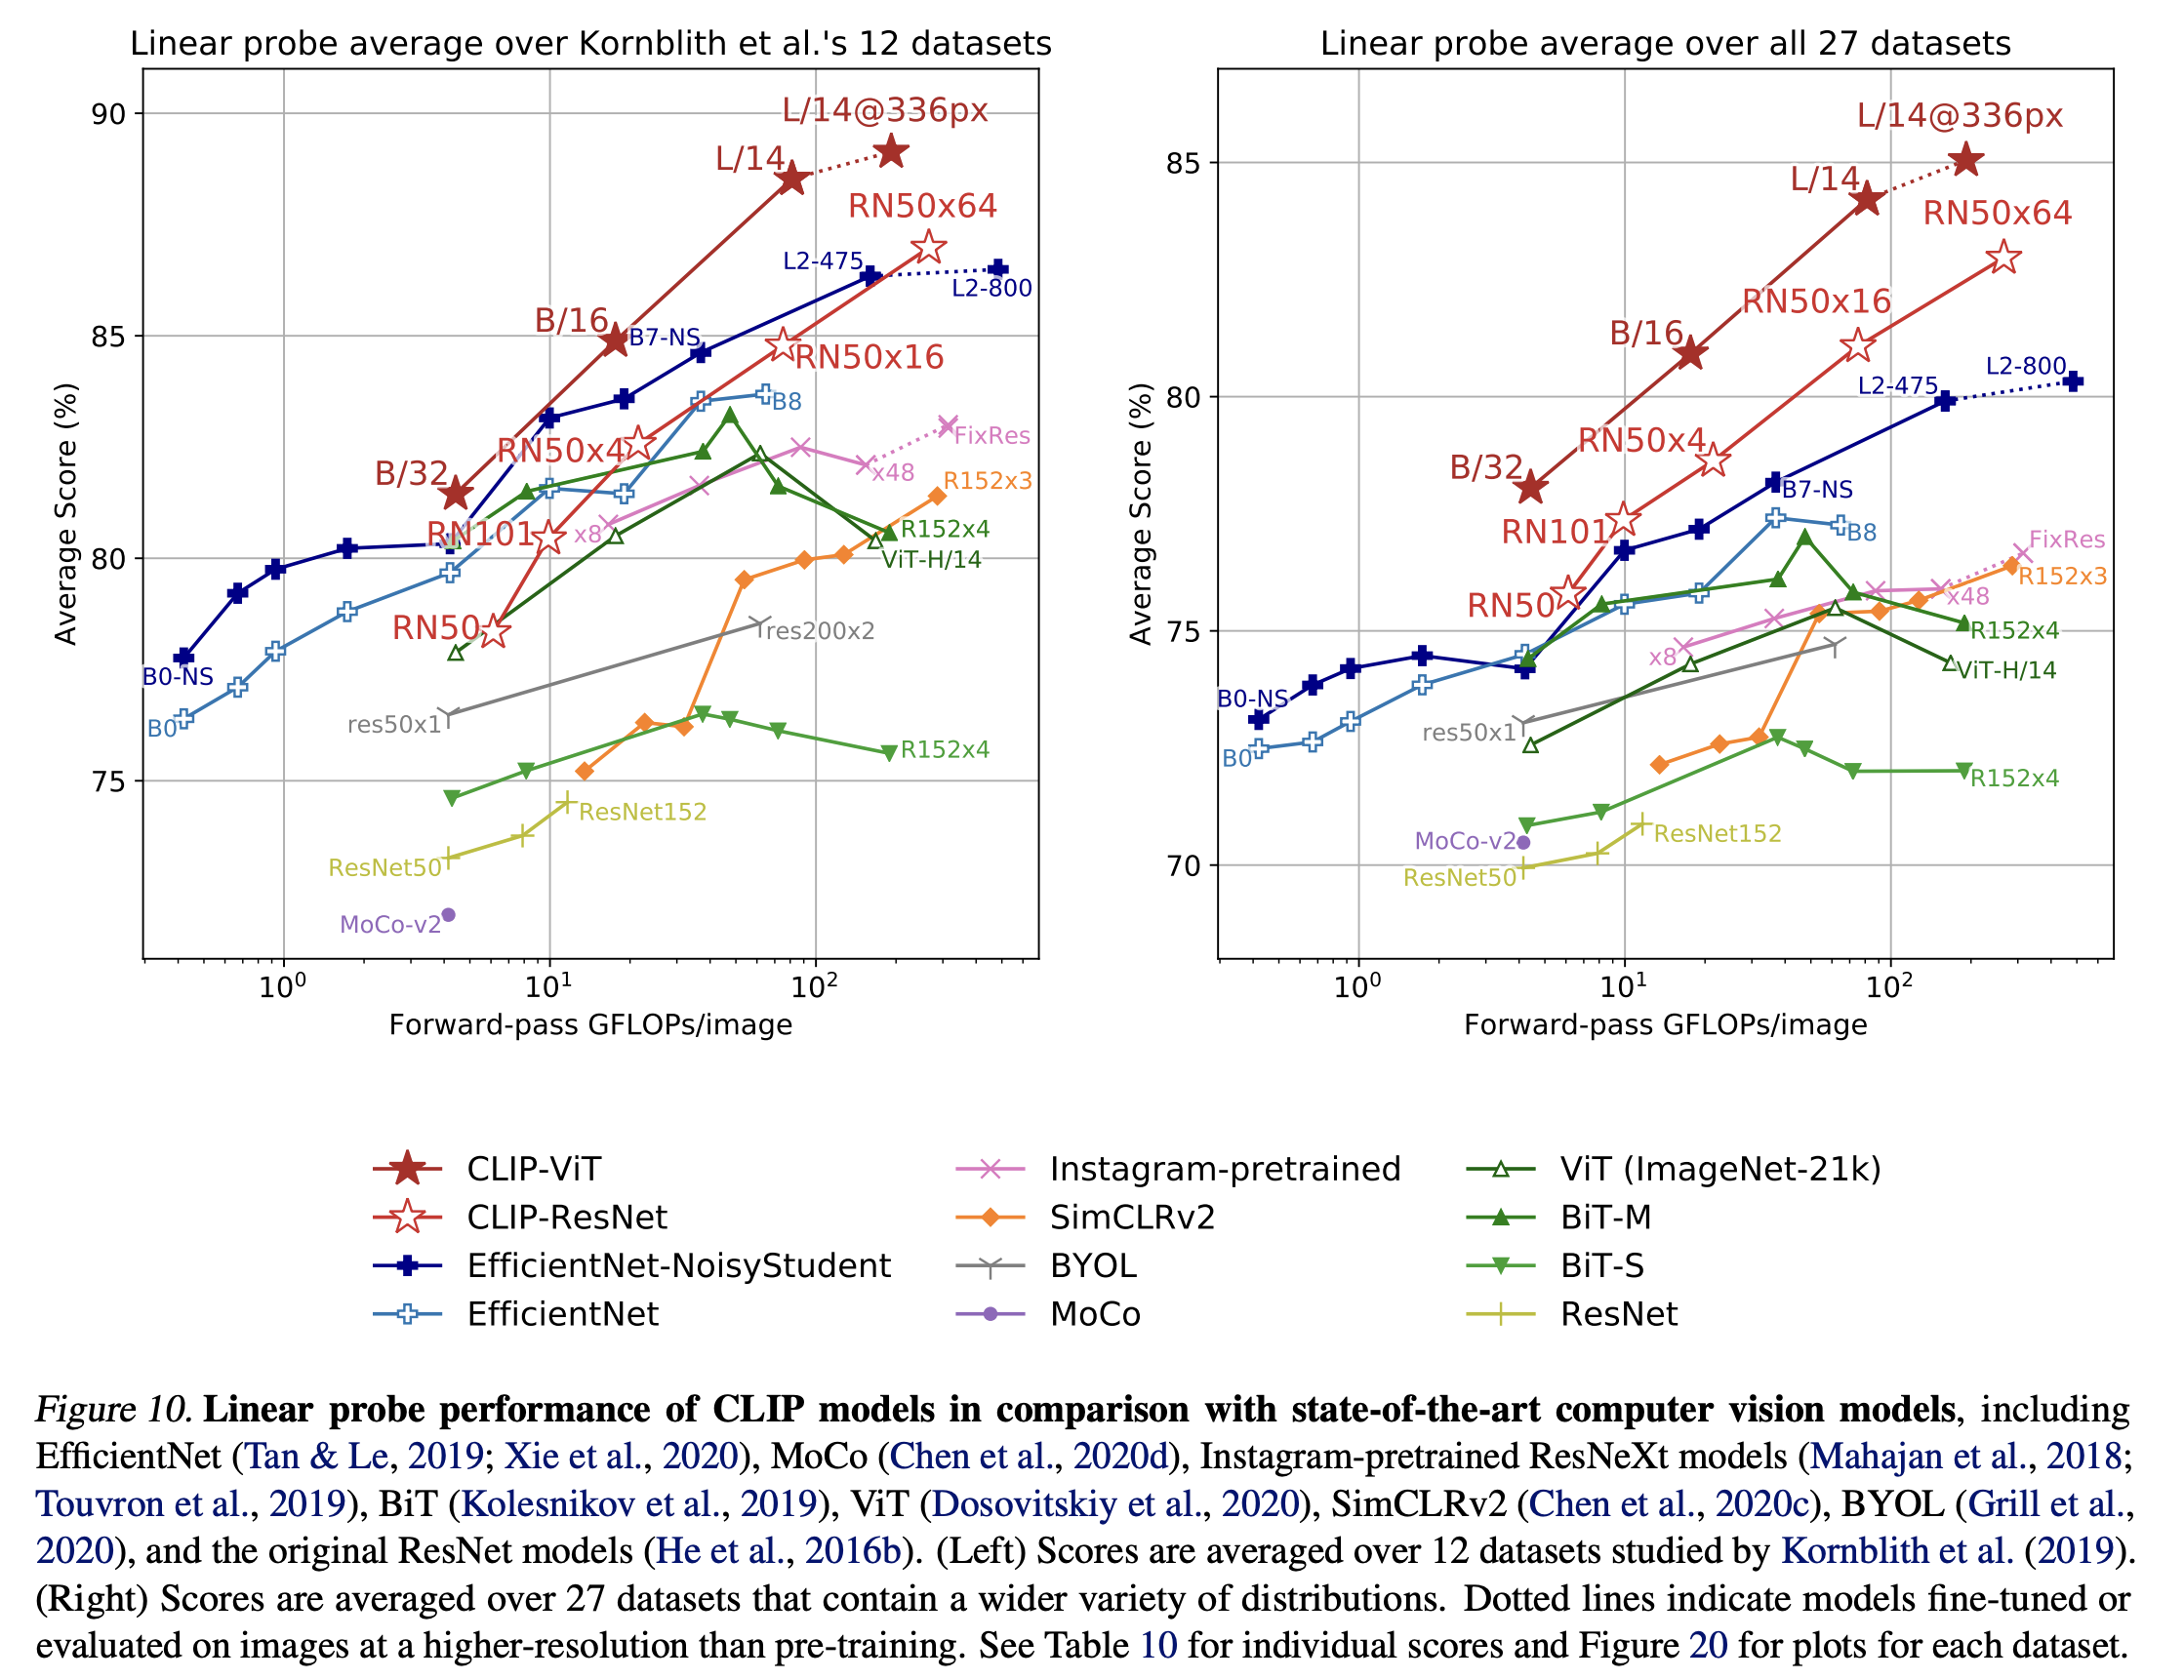 Linear probe average over Kornblith et al.'s 12 datasets
90
85
80
75
Average Score (%)
10⁰
10¹
10²
Forward-pass GFLOPs/image
L/14@336px
L/14
RN50x64
L2-475
L2-800
B/16
B7-NS
RN50x16
B8
RN50x4
FixRes
B/32
x48
R152x3
RN101
x8
R152x4
ViT-H/14
RN50
res200x2
B0-NS
B0
res50x1
R152x4
ResNet152
ResNet50
MoCo-v2
Linear probe average over all 27 datasets
85
80
75
70
Average Score (%)
10⁰
10¹
10²
Forward-pass GFLOPs/image
L/14@336px
L/14
RN50x64
RN50x16
B/16
L2-800
L2-475
RN50x4
B/32
B7-NS
RN101
B8
FixRes
R152x3
RN50
x48
R152x4
x8
ViT-H/14
B0-NS
res50x1
B0
R152x4
MoCo-v2
ResNet152
ResNet50
CLIP-ViT
CLIP-ResNet
EfficientNet-NoisyStudent
EfficientNet
Instagram-pretrained
SimCLRv2
BYOL
MoCo
ViT (ImageNet-21k)
BiT-M
BiT-S
ResNet
Figure 10. Linear probe performance of CLIP models in comparison with state-of-the-art computer vision models, including
EfficientNet (Tan & Le, 2019; Xie et al., 2020), MoCo (Chen et al., 2020d), Instagram-pretrained ResNeXt models (Mahajan et al., 2018;
Touvron et al., 2019), BiT (Kolesnikov et al., 2019), ViT (Dosovitskiy et al., 2020), SimCLRv2 (Chen et al., 2020c), BYOL (Grill et al.,
2020), and the original ResNet models (He et al., 2016b). (Left) Scores are averaged over 12 datasets studied by Kornblith et al. (2019).
(Right) Scores are averaged over 27 datasets that contain a wider variety of distributions. Dotted lines indicate models fine-tuned or
evaluated on images at a higher-resolution than pre-training. See Table 10 for individual scores and Figure 20 for plots for each dataset.